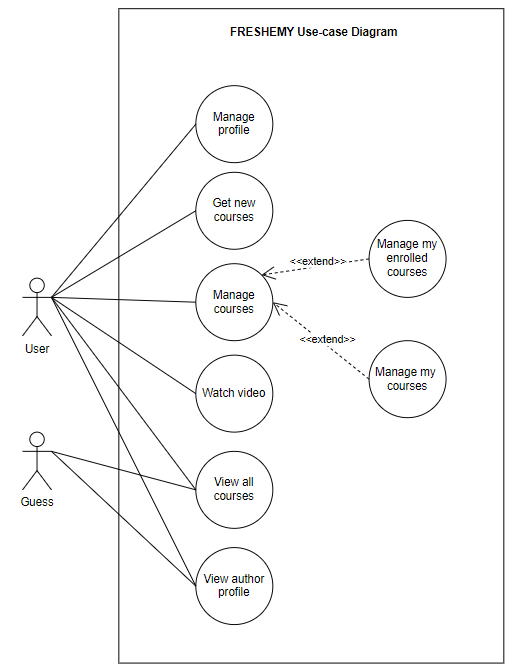 FRESHEMY Use-case Diagram
Manage
profile
Get new
courses
<<extend>>
Manage my
enrolled
courses
Manage
courses
User
<<extend>>
Manage my
courses
Watch video
View all
courses
Guess
View author
profile